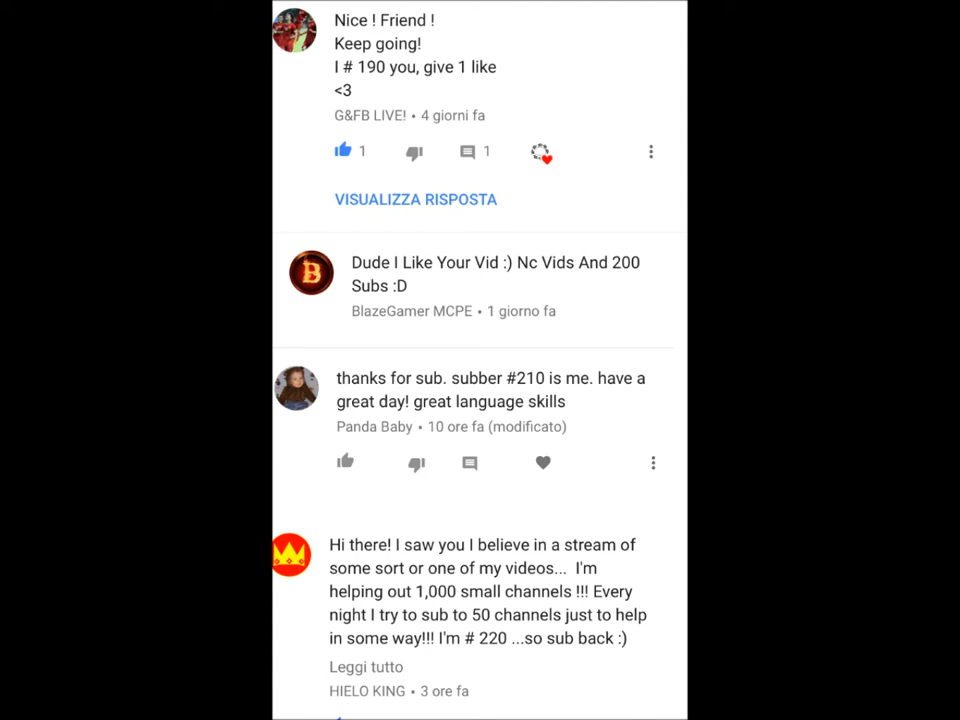 Nice ! Friend !
Keep going!
I # 190 you, give 1 like
<3
G&FB LIVE! • 4 giorni fa
1 1
VISUALIZZA RISPOSTA
B
Dude I Like Your Vid :) Nc Vids And 200
Subs :D
BlazeGamer MCPE • 1 giorno fa
thanks for sub. subber #210 is me. have a
great day! great language skills
Panda Baby • 10 ore fa (modificato)
Hi there! I saw you I believe in a stream of
some sort or one of my videos... I'm
helping out 1,000 small channels !!! Every
night I try to sub to 50 channels just to help
in some way!!! I'm # 220 ...so sub back :)
Leggi tutto
HIELO KING • 3 ore fa